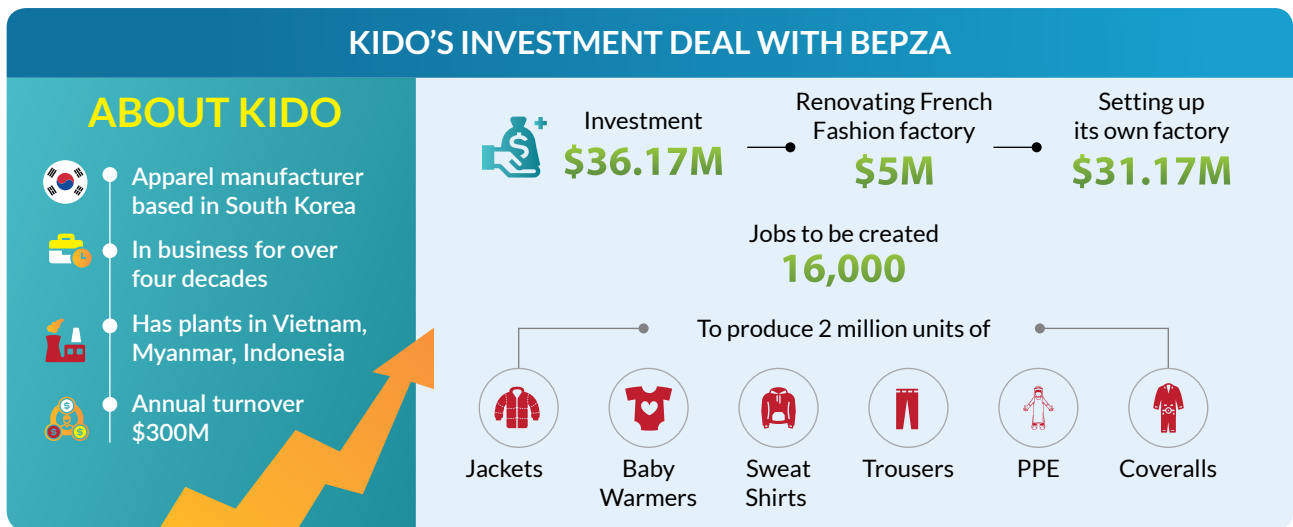 KIDO'S INVESTMENT DEAL WITH BEPZA
ABOUT KIDO
Apparel manufacturer
based in South Korea
In business for over
four decades
Has plants in Vietnam,
Myanmar, Indonesia
Annual turnover
$300M
Investment
$36.17M
Renovating French
Fashion factory
$5M
Setting up
its own factory
$31.17M
Jobs to be created
16,000
To produce 2 million units of
Jackets
Baby
Warmers
Sweat
Shirts
Trousers
PPE
Coveralls